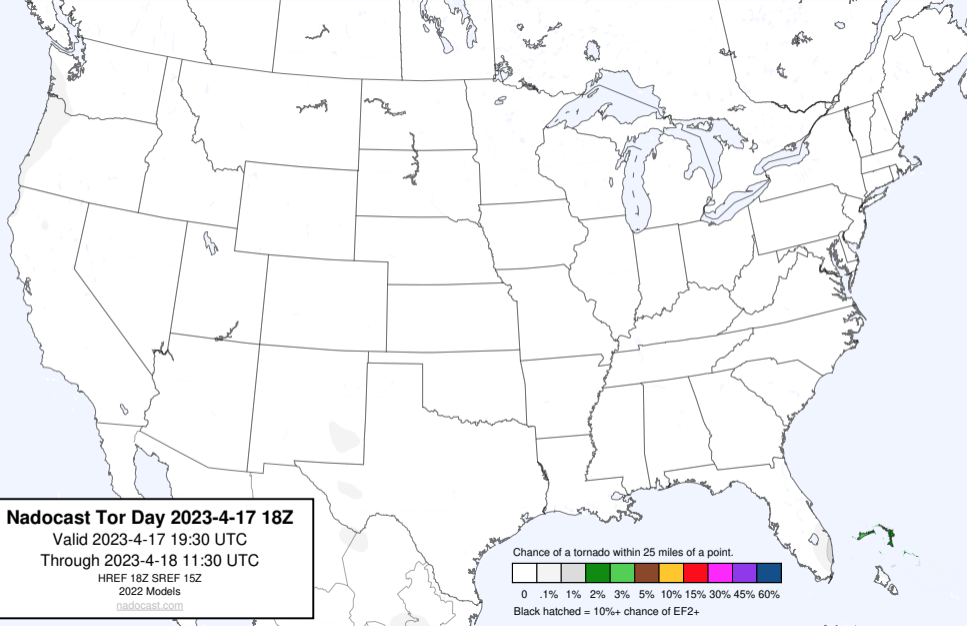 Nadocast Tor Day 2023-4-17 18Z
Valid 2023-4-17 19:30 UTC
Through 2023-4-18 11:30 UTC
HREF 18Z SREF 15Z
2022 Models
nadocast.com
Chance of a tornado within 25 miles of a point.
0 .1% 1% 2% 3% 5% 10% 15% 30% 45% 60%
Black hatched = 10%+ chance of EF2+